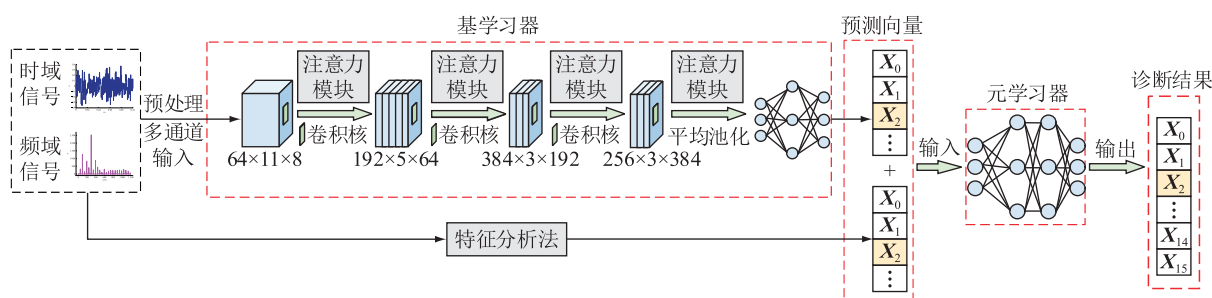 时域
信号
频域
信号
预处理
多通道
输入
基学习器
注意力
模块
注意力
模块
注意力
模块
注意力
模块
卷积核
卷积核
卷积核
平均池化
64×11×8
192×5×64
384×3×192
256×3×384
特征分析法
预测向量
X0
X1
X2
⋮
+
X0
X1
X2
⋮
输入
元学习器
输出
诊断结果
X0
X1
X2
⋮
X14
X15